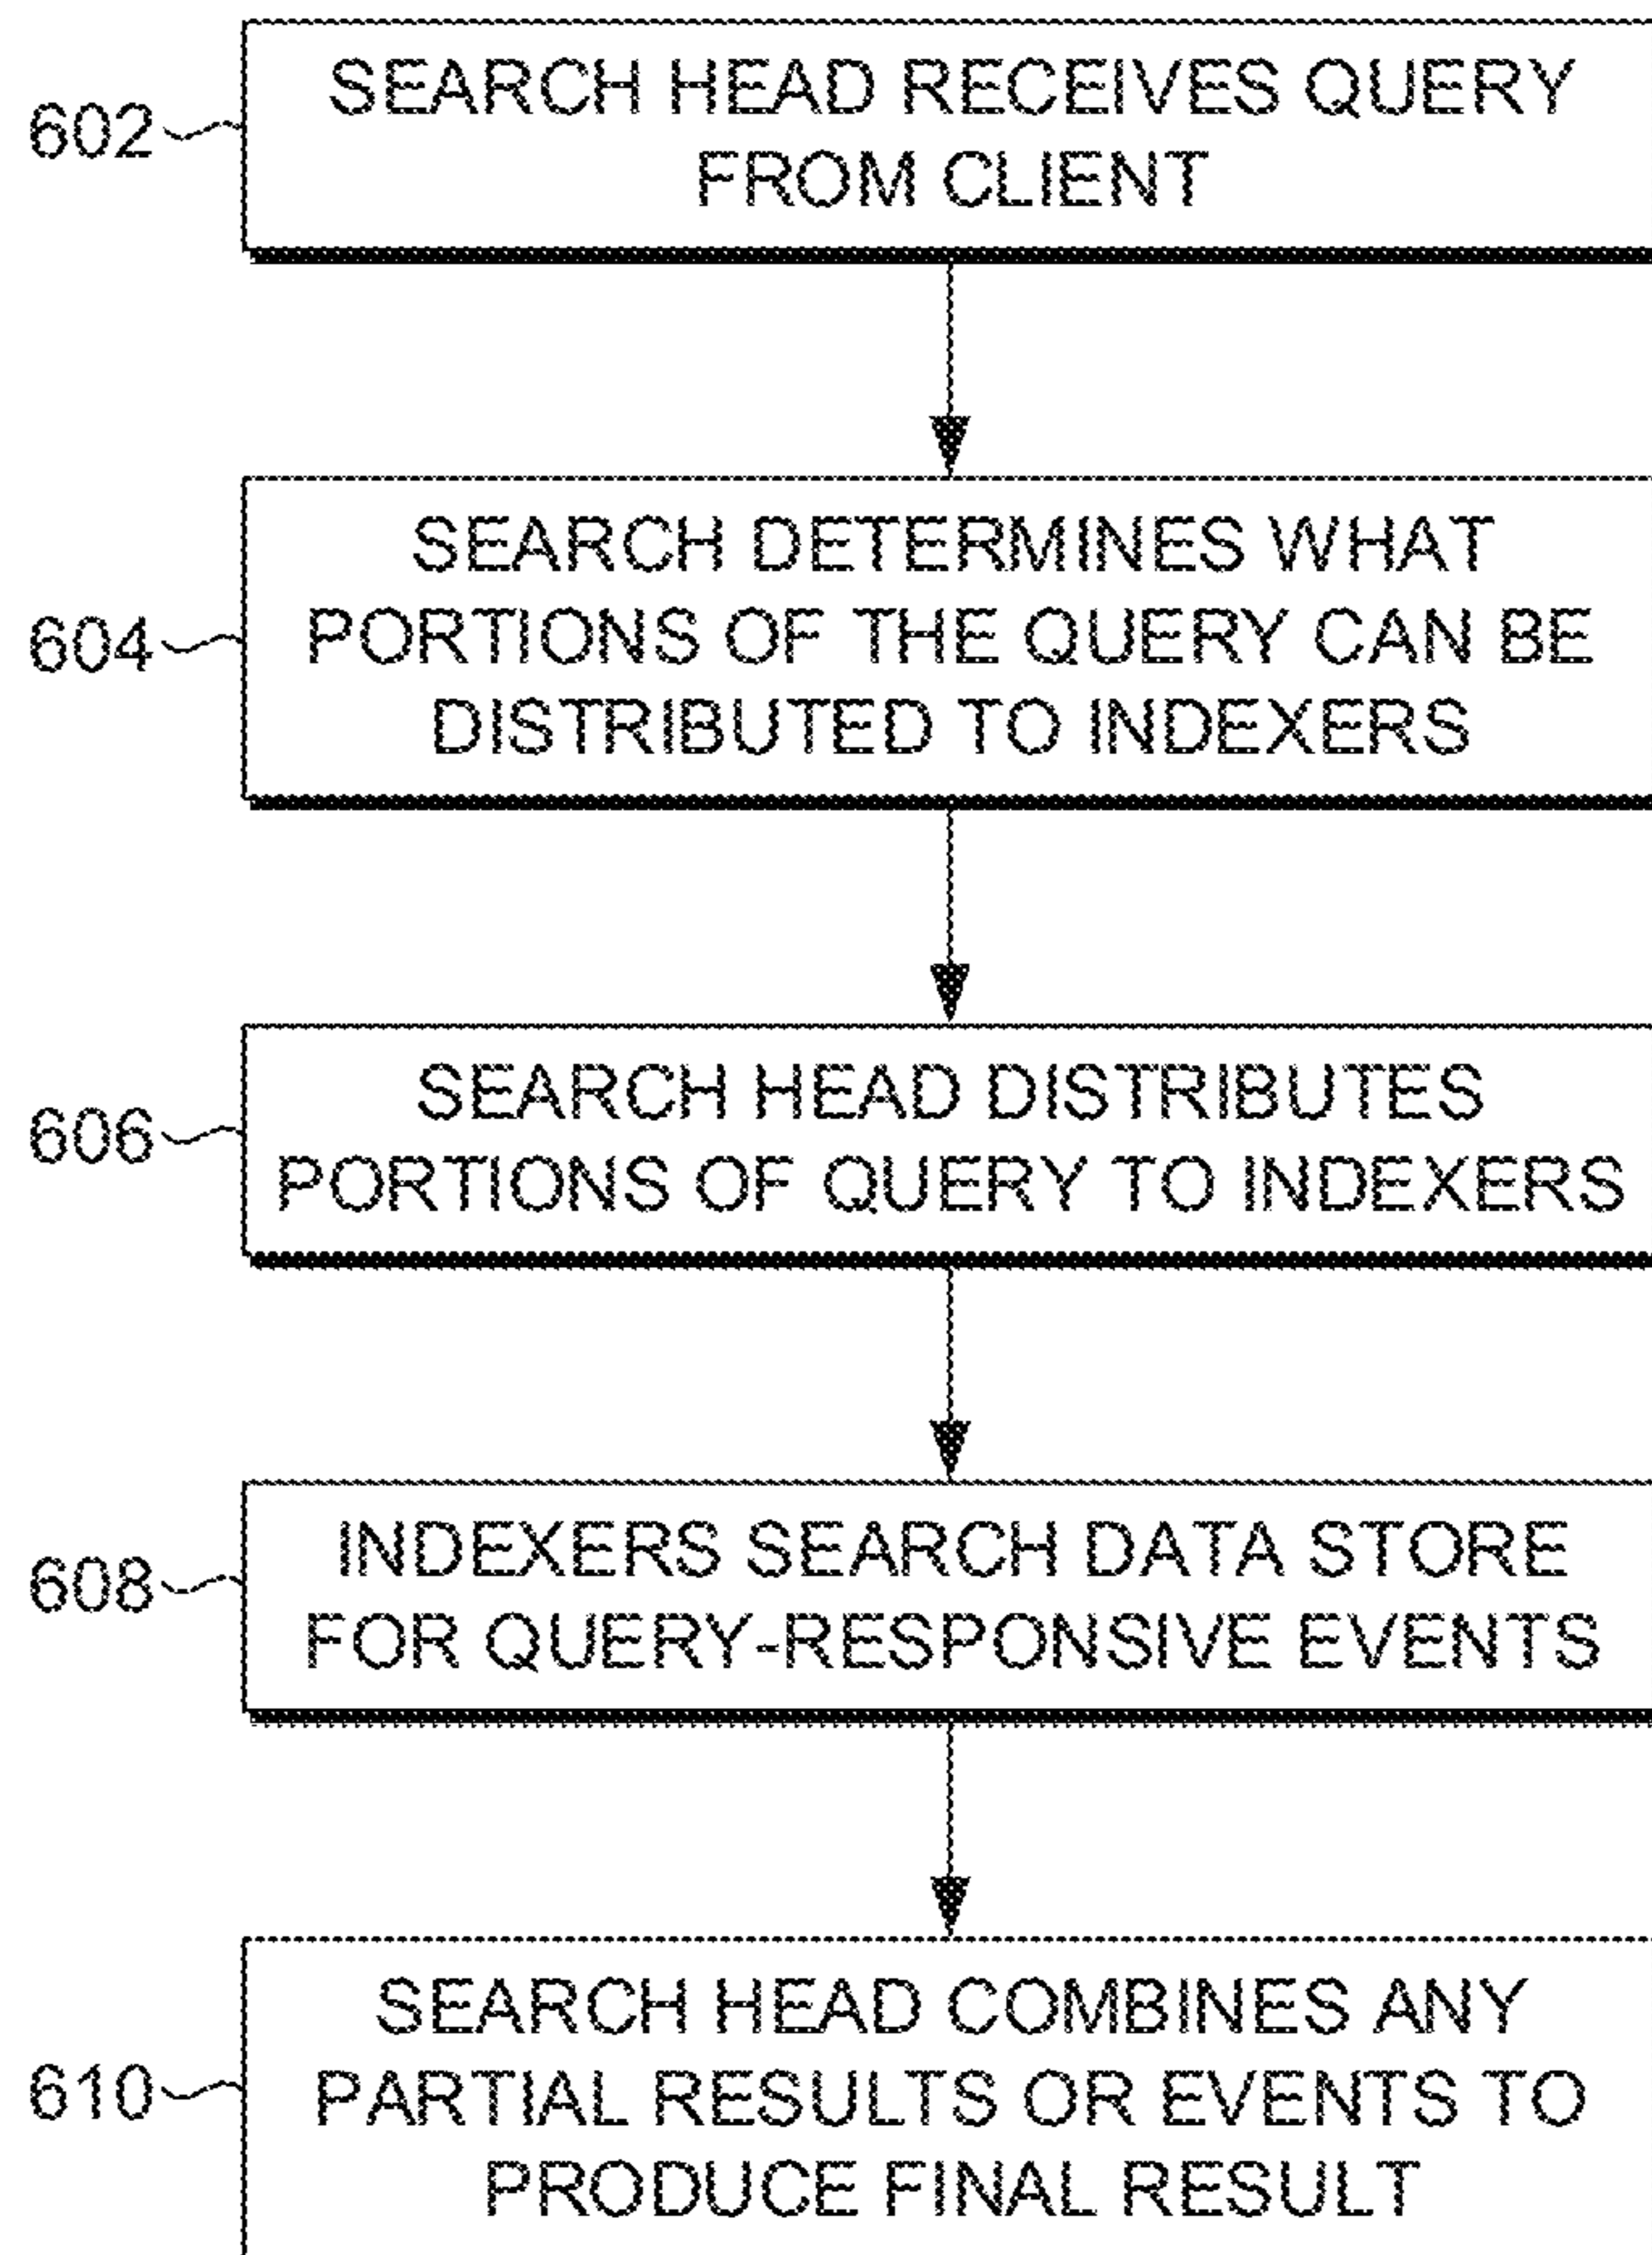 SEARCH HEAD RECEIVES QUERY
FROM CLIENT
602
SEARCH DETERMINES WHAT
PORTIONS OF THE QUERY CAN BE
DISTRIBUTED TO INDEXERS
604
SEARCH HEAD DISTRIBUTES
PORTIONS OF QUERY TO INDEXERS
606
INDEXERS SEARCH DATA STORE
FOR QUERY-RESPONSIVE EVENTS
608
SEARCH HEAD COMBINES ANY
PARTIAL RESULTS OR EVENTS TO
PRODUCE FINAL RESULT
610